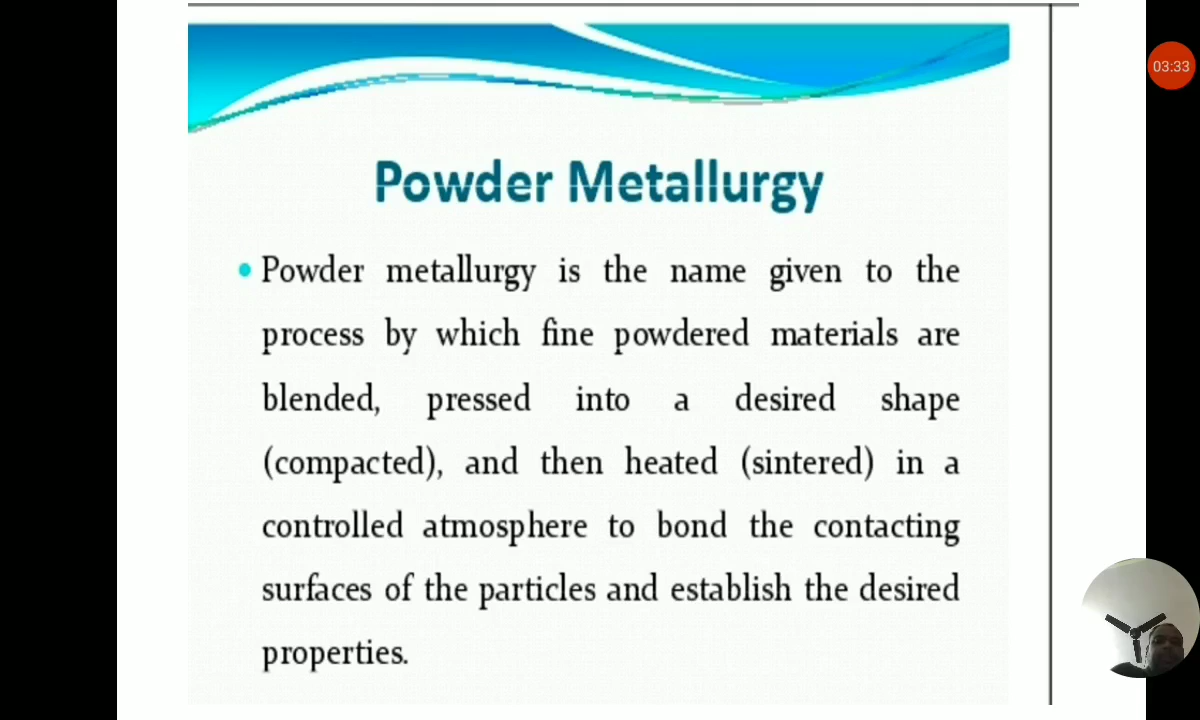 03:33
Powder Metallurgy
• Powder metallurgy is the name given to the
process by which fine powdered materials are
blended, pressed into a desired shape
(compacted), and then heated (sintered) in a
controlled atmosphere to bond the contacting
surfaces of the particles and establish the desired
properties.